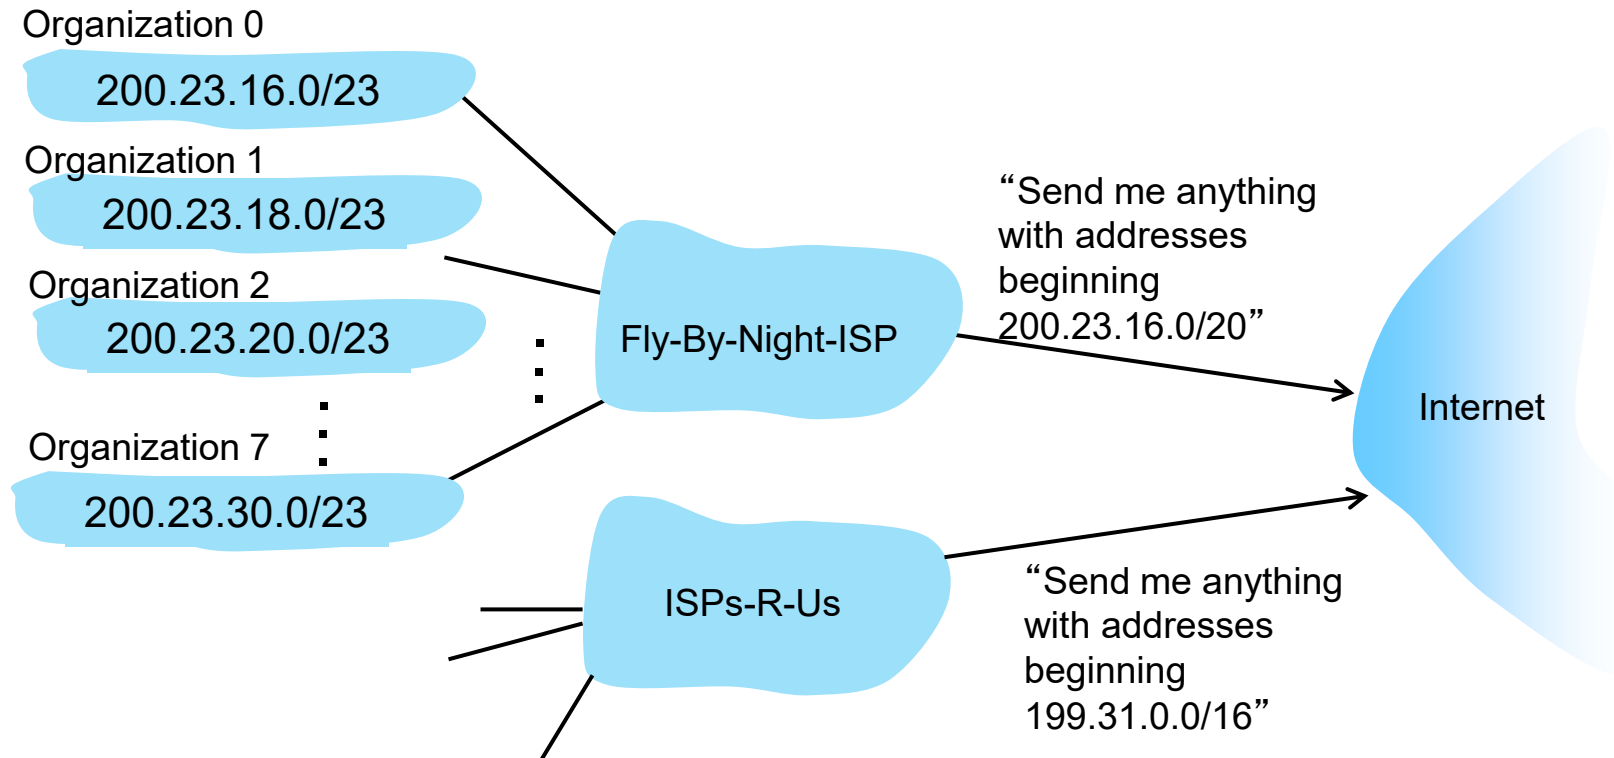 Organization 0
200.23.16.0/23
Organization 1
200.23.18.0/23
Organization 2
200.23.20.0/23
Organization 7
200.23.30.0/23
Fly-By-Night-ISP
“Send me anything
with addresses
beginning
200.23.16.0/20”
Internet
ISPs-R-Us
“Send me anything
with addresses
beginning
199.31.0.0/16”